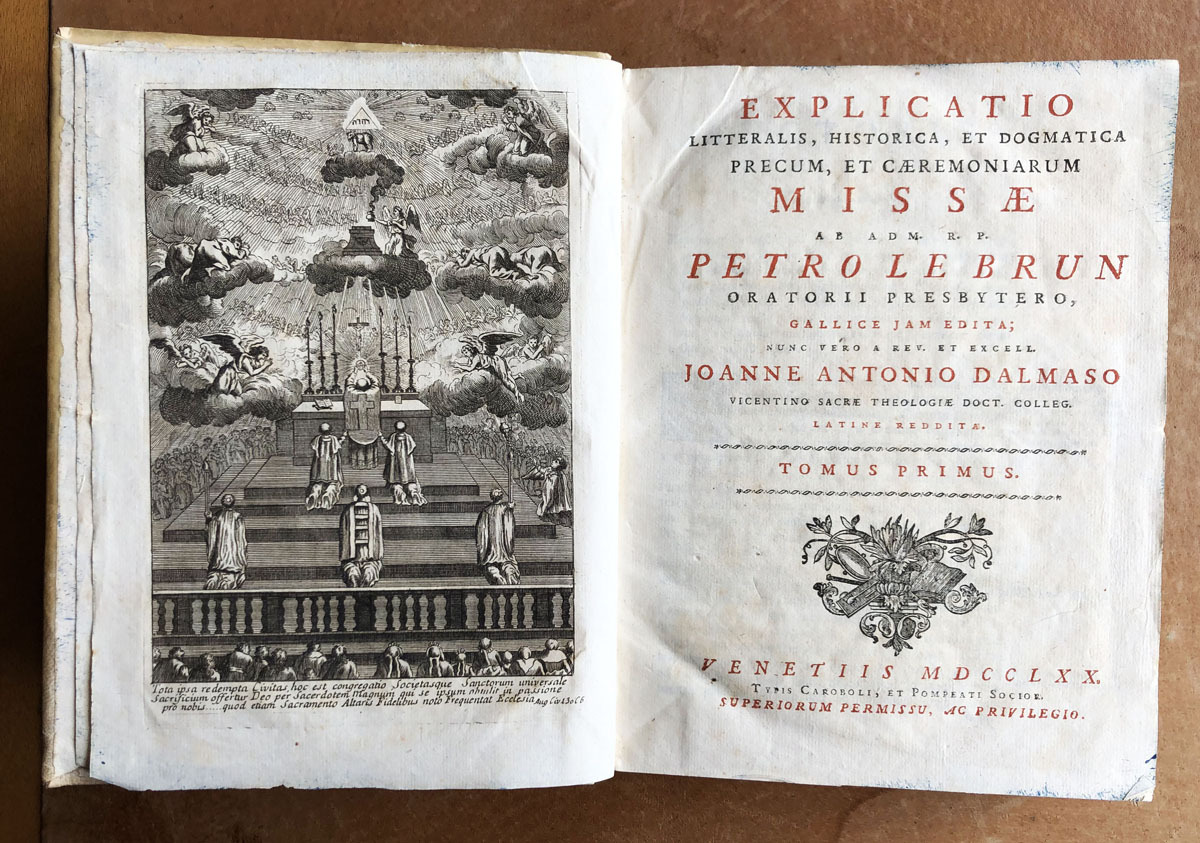 Tota ipsa redempta Civitas, hoc est congregatio Societasque Sanctorum universale
Sacrificium offertur Deo per Sacerdotem Magnum qui se ipsum obtulit in passione
pro nobis.....quod etiam Sacramento Altaris Fidelibus noto Frequentat Ecclesia Aug Civ
EXPLICATIO
LITTERALIS, HISTORICA, ET DOGMATICA
PRECUM, ET CÆREMONIARUM
MISSÆ
AB ADM. R. P.
PETRO LE BRUN
ORATORII PRESBYTERO,
GALLICE JAM EDITA;
NUNC VERO A REV. ET EXCELL.
JOANNE ANTONIO DALMASO
VICENTINO SACRÆ THEOLOGIÆ DOCT. COLLEG.
LATINE REDDITÆ.
TOMUS PRIMUS.
VENETIIS MDCCLXX.
TYPIS CAROBOLI, ET POMPEATI SOCIOR.
SUPERIORUM PERMISSU, AC PRIVILEGIO.